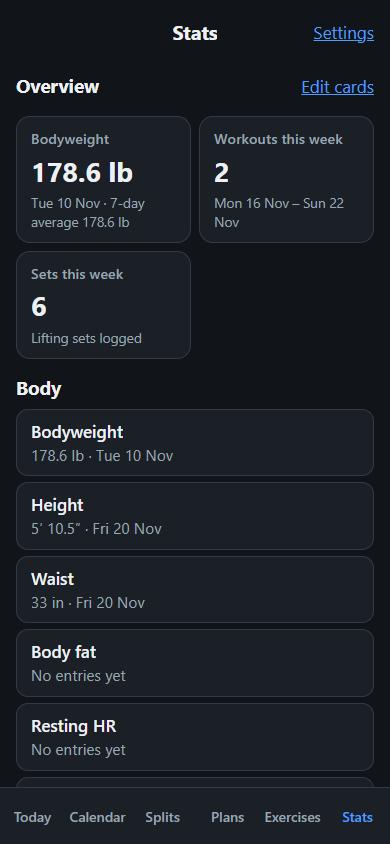 Stats
Settings
Overview
Edit cards
Bodyweight
178.6 lb
Tue 10 Nov · 7-day
average 178.6 lb
Workouts this week
2
Mon 16 Nov – Sun 22
Nov
Sets this week
6
Lifting sets logged
Body
Bodyweight
178.6 lb · Tue 10 Nov
Height
5′ 10.5″ · Fri 20 Nov
Waist
33 in · Fri 20 Nov
Body fat
No entries yet
Resting HR
No entries yet
Today
Calendar
Splits
Plans
Exercises
Stats